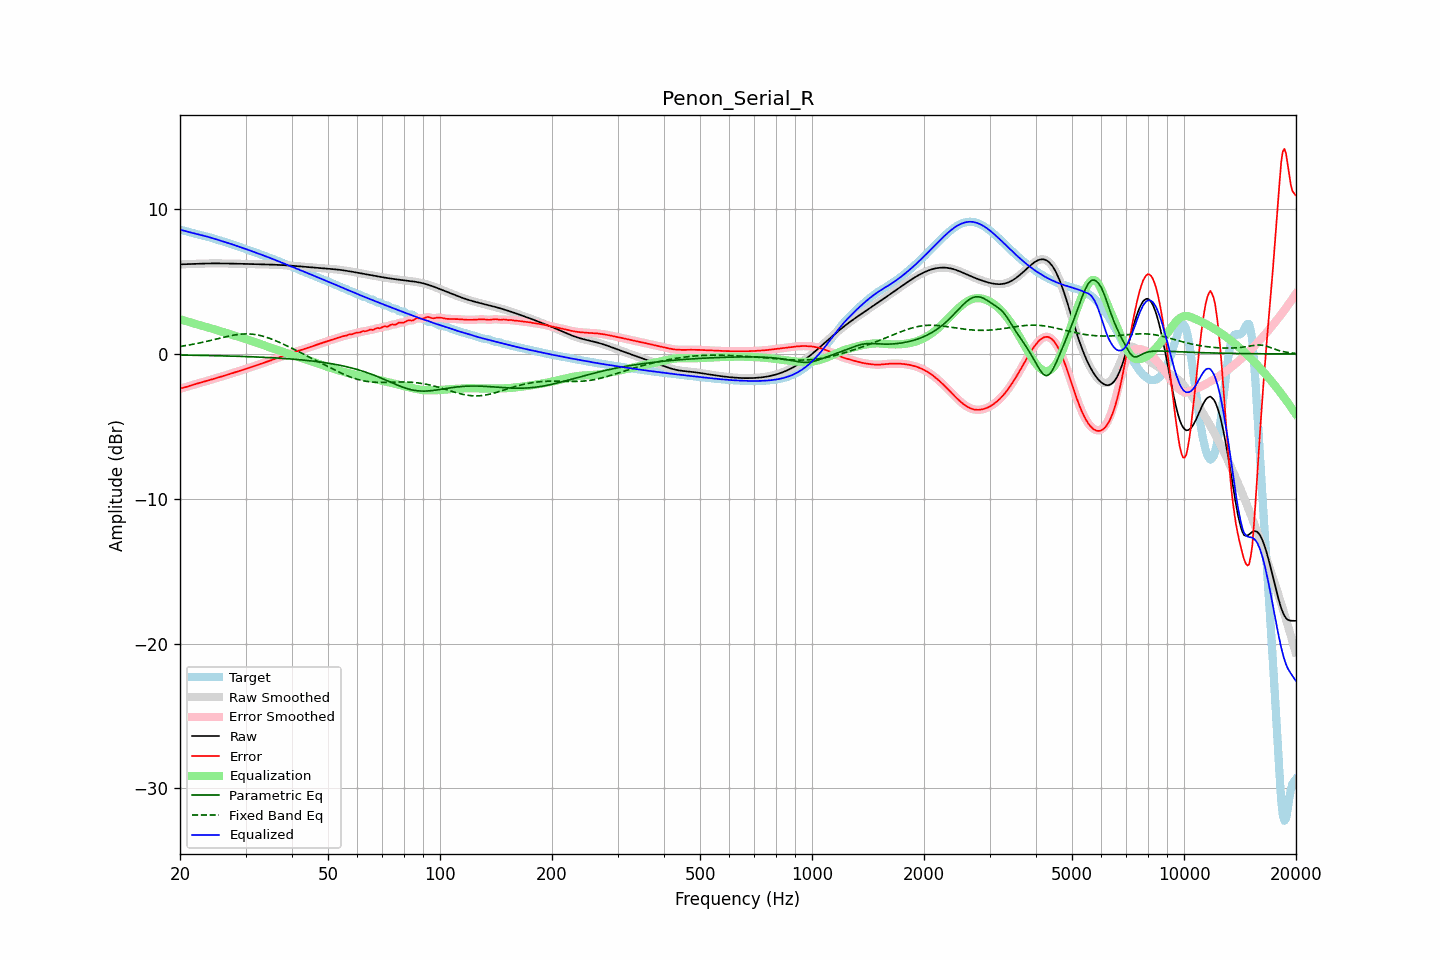 Penon_Serial_R
Amplitude (dBr)
10
0
−10
−20
−30
Target
Raw Smoothed
Error Smoothed
Raw
Error
Equalization
Parametric Eq
Fixed Band Eq
Equalized
20 50 100 200 500 1000 2000 5000 10000 20000
Frequency (Hz)